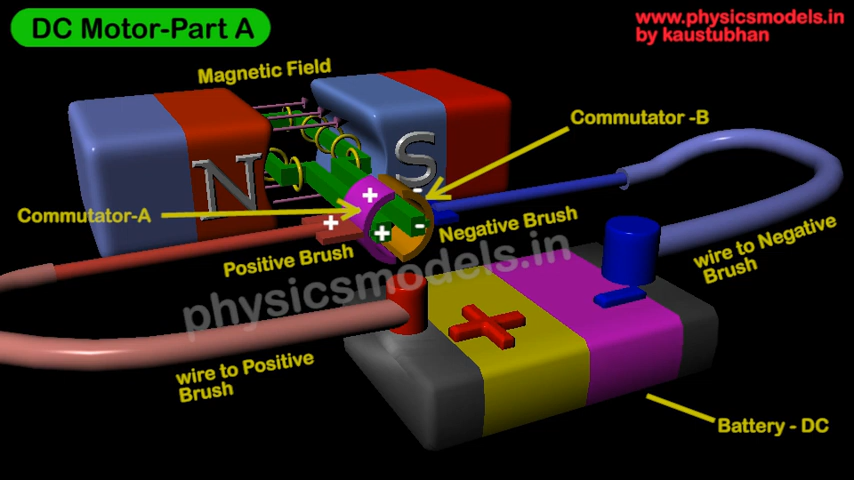 DC Motor-Part A
www.physicsmodels.in
by kaustubhan
Magnetic Field
Commutator -B
N
S
Commutator-A
+
-
+
+
-
Positive Brush
Negative Brush
physicsmodels.in
wire to Negative
Brush
+
-
wire to Positive
Brush
Battery - DC